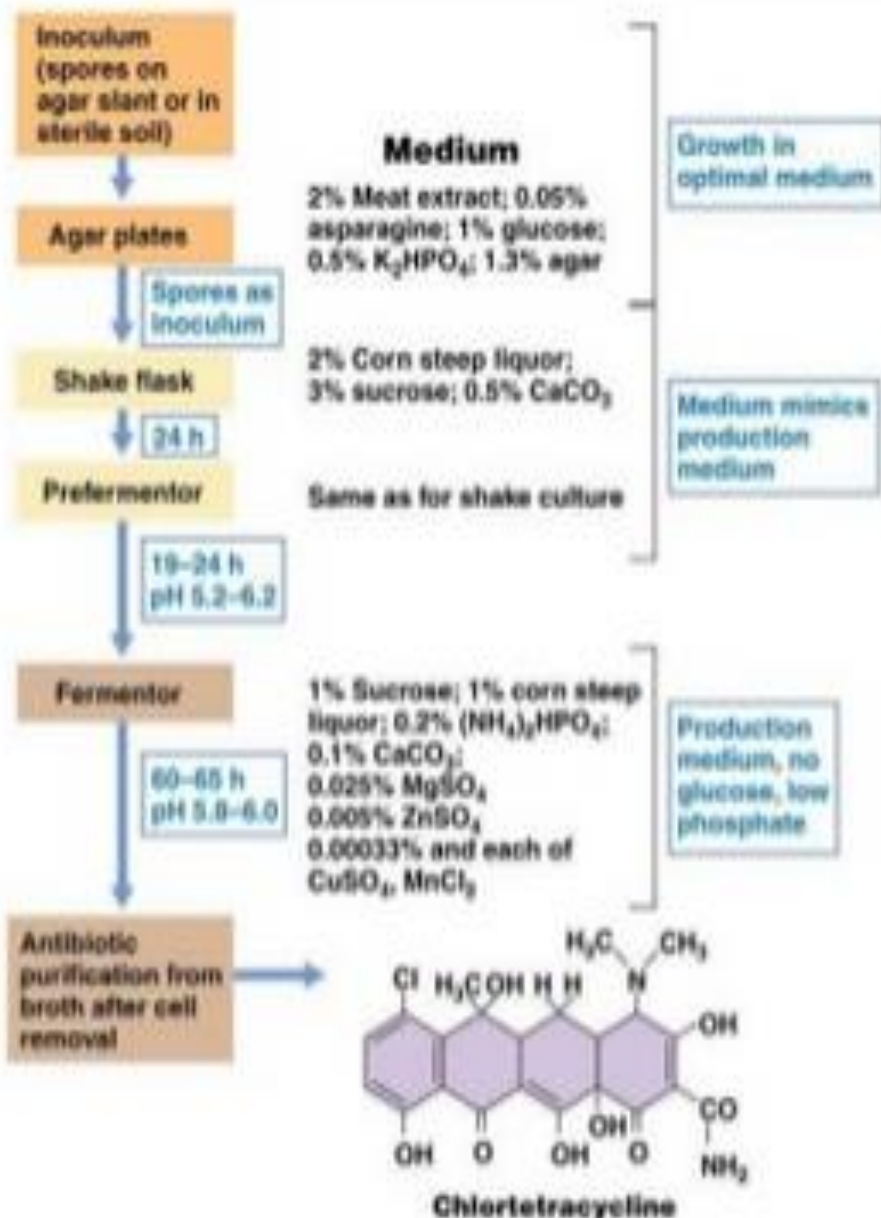 Inoculum
(spores on
agar slant or in
sterile soil)
Medium
Growth in
optimal medium
2% Meat extract; 0.05%
asparagine; 1% glucose;
0.5% K₂HPO₄; 1.3% agar
Agar plates
Spores as
inoculum
Shake flask
2% Corn steep liquor;
3% sucrose; 0.5% CaCO₃
24 h
Medium mimics
production
medium
Prefermentor
Same as for shake culture
19–24 h
pH 5.2–6.2
Fermentor
1% Sucrose; 1% corn steep
liquor; 0.2% (NH₄)₂HPO₄;
0.1% CaCO₃;
0.025% MgSO₄
0.005% ZnSO₄
0.00033% and each of
CuSO₄, MnCl₂
60–65 h
pH 5.8–6.0
Production
medium, no
glucose, low
phosphate
Antibiotic
purification from
broth after cell
removal
H₃C CH₃
N
Cl H₃C OH H H
OH
CO
NH₂
OH O OH OH O
Chlortetracycline